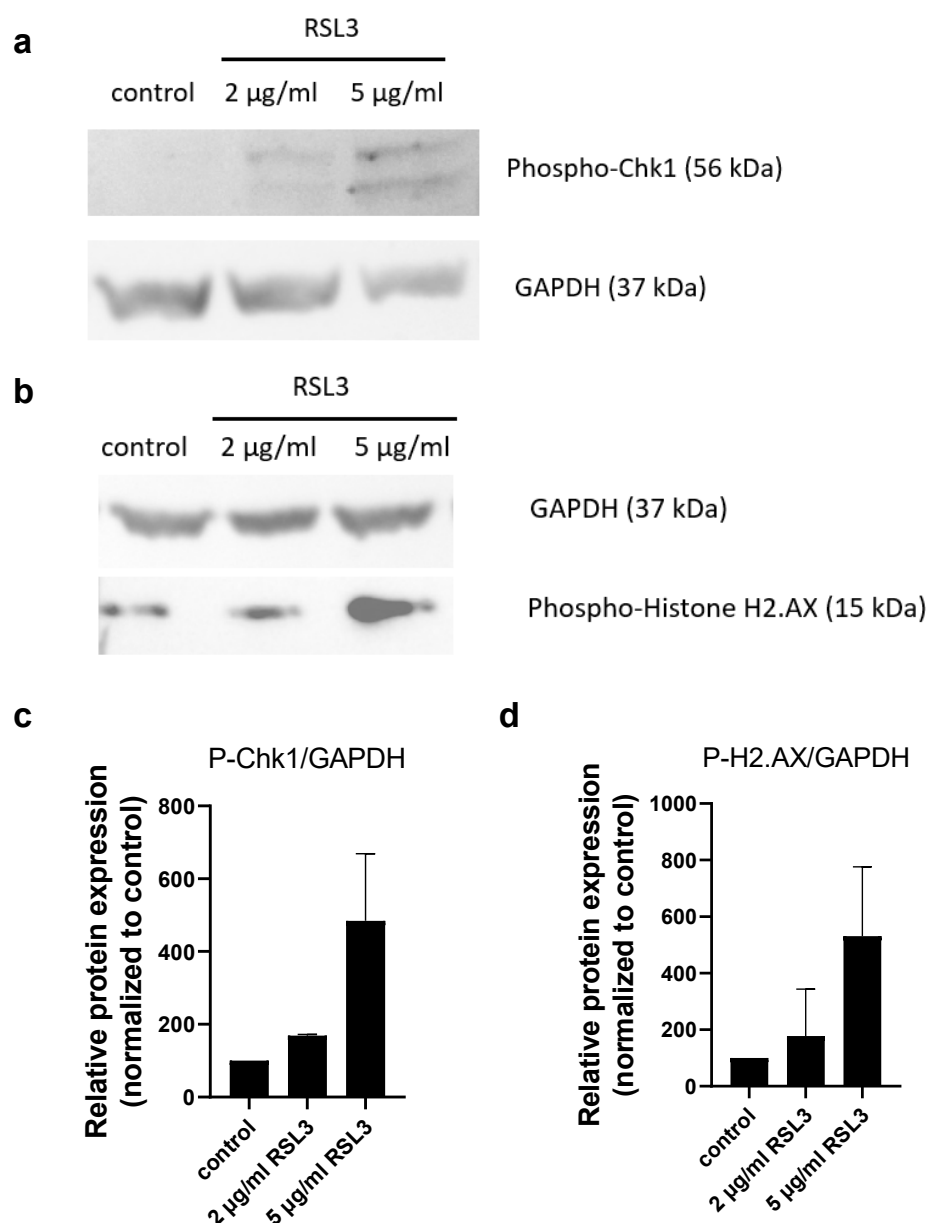 a
RSL3
control 2 µg/ml 5 µg/ml
Phospho-Chk1 (56 kDa)
GAPDH (37 kDa)
b
RSL3
control 2 µg/ml 5 µg/ml
GAPDH (37 kDa)
Phospho-Histone H2.AX (15 kDa)
c
P-Chk1/GAPDH
Relative protein expression
(normalized to control)
800
600
400
200
0
control
2 µg/ml RSL3
5 µg/ml RSL3
d
P-H2.AX/GAPDH
Relative protein expression
(normalized to control)
1000
800
600
400
200
0
control
2 µg/ml RSL3
5 µg/ml RSL3